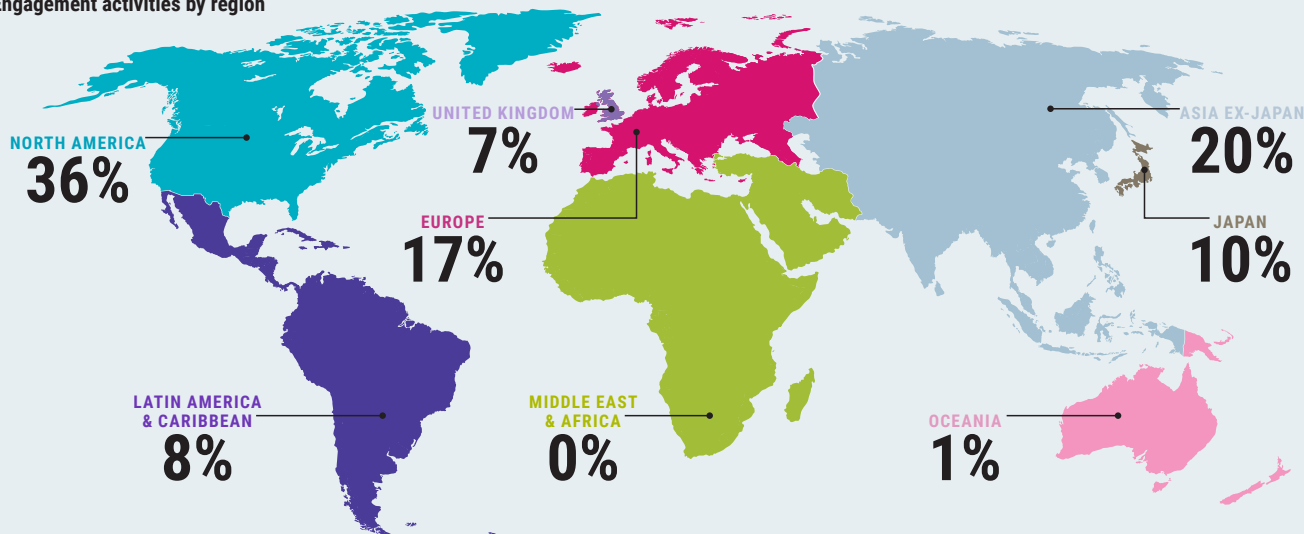 Engagement activities by region
NORTH AMERICA
36%
UNITED KINGDOM
7%
EUROPE
17%
ASIA EX-JAPAN
20%
JAPAN
10%
LATIN AMERICA
& CARIBBEAN
8%
MIDDLE EAST
& AFRICA
0%
OCEANIA
1%